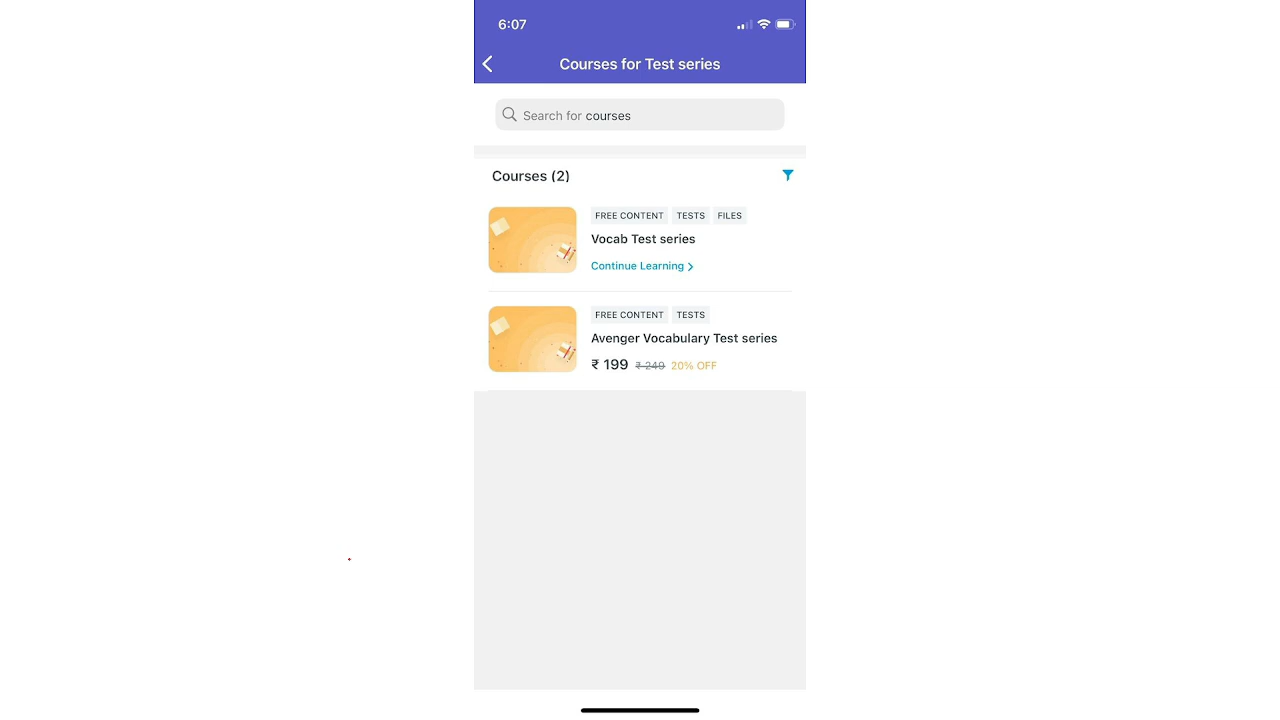 6:07
Courses for Test series
Search for courses
Courses (2)
FREE CONTENT TESTS FILES
Vocab Test series
Continue Learning
FREE CONTENT TESTS
Avenger Vocabulary Test series
₹ 199 ₹ 249 20% OFF